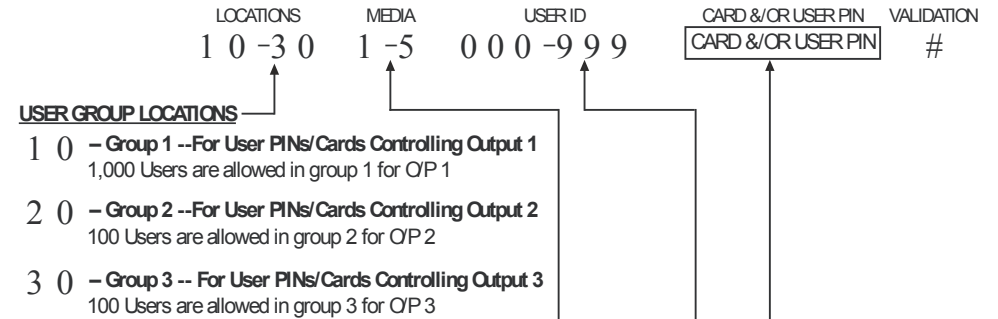 LOCATIONS MEDIA USER ID CARD &/OR USER PIN VALIDATION
10-30 1-5 000-999 CARD &/OR USER PIN #
USER GROUP LOCATIONS
10 – Group 1 --For User PINs/Cards Controlling Output 1
1,000 Users are allowed in group 1 for O/P 1
20 – Group 2 --For User PINs/Cards Controlling Output 2
100 Users are allowed in group 2 for O/P 2
30 – Group 3 -- For User PINs/Cards Controlling Output 3
100 Users are allowed in group 3 for O/P 3